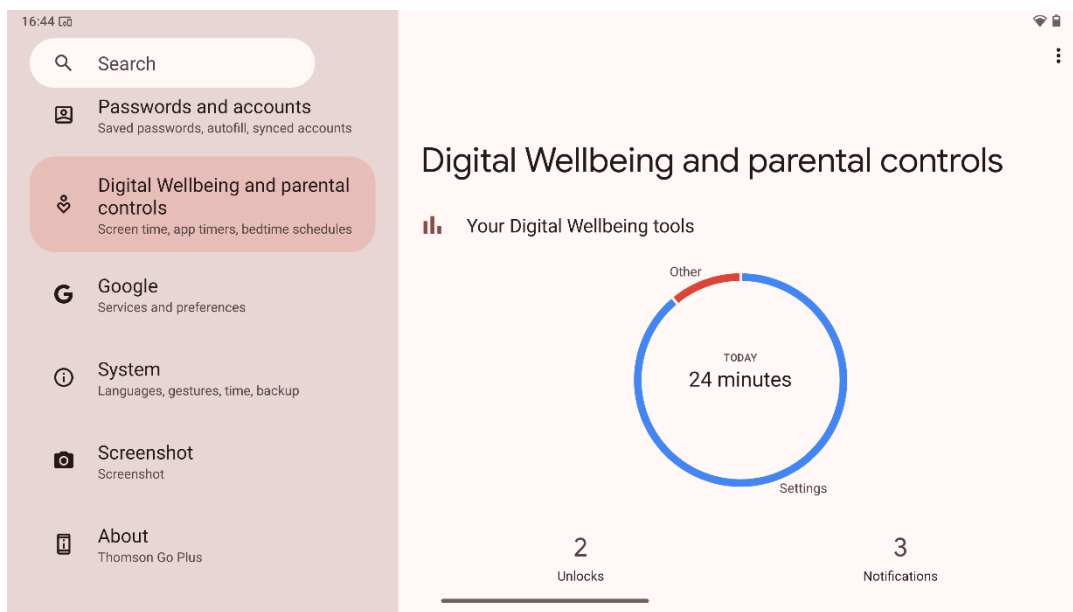 16:44
Search
Passwords and accounts
Saved passwords, autofill, synced accounts
Digital Wellbeing and parental
controls
Screen time, app timers, bedtime schedules
Google
Services and preferences
System
Languages, gestures, time, backup
Screenshot
Screenshot
About
Thomson Go Plus
Digital Wellbeing and parental controls
Your Digital Wellbeing tools
Other
TODAY
24 minutes
Settings
2
Unlocks
3
Notifications